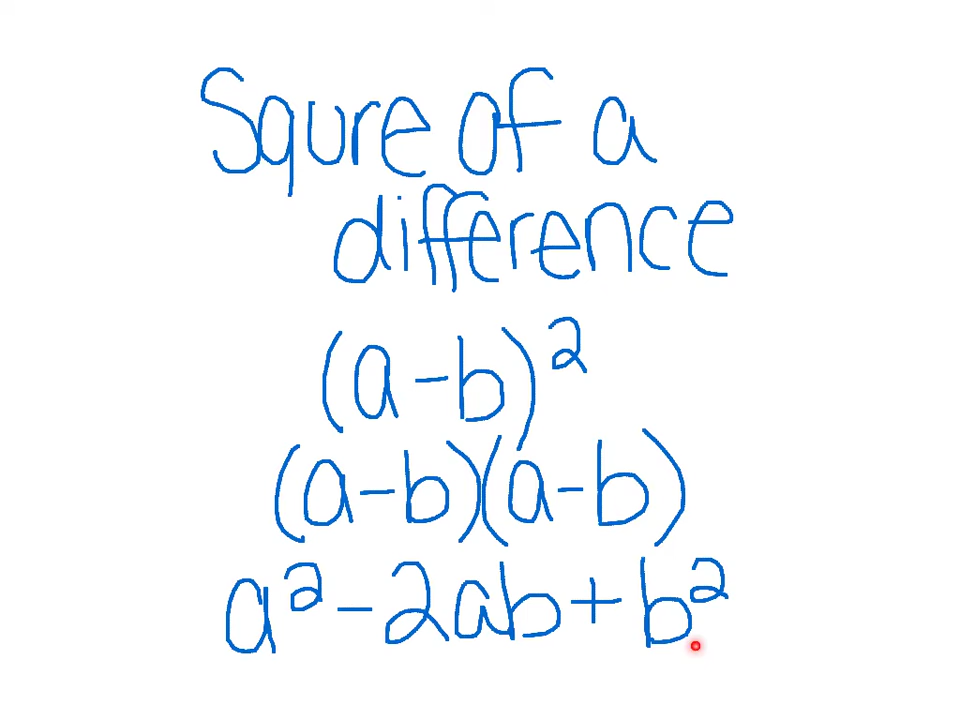 Squre of a
difference
(a-b)²
(a-b)(a-b)
a² - 2ab + b²